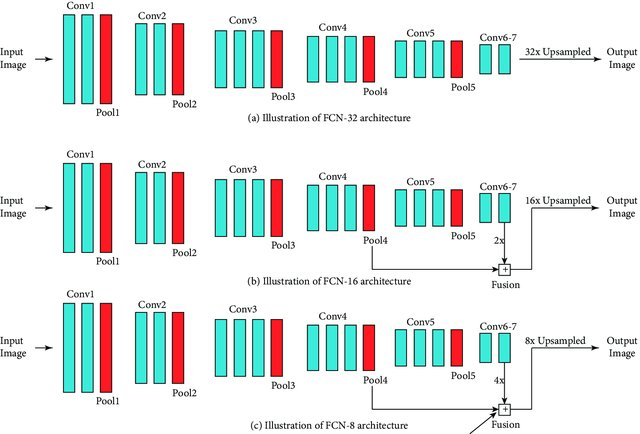 Conv1
Conv2
Conv3
Conv4
Conv5
Conv6-7
Input
Image
32x Upsampled
Output
Image
Pool1
Pool2
Pool3
Pool4
Pool5
(a) Illustration of FCN-32 architecture
Conv1
Conv2
Conv3
Conv4
Conv5
Conv6-7
Input
Image
16x Upsampled
Output
Image
Pool1
Pool2
Pool3
Pool4
Pool5
2x
+
Fusion
(b) Illustration of FCN-16 architecture
Conv1
Conv2
Conv3
Conv4
Conv5
Conv6-7
Input
Image
8x Upsampled
Output
Image
Pool1
Pool2
Pool3
Pool4
Pool5
4x
+
Fusion
(c) Illustration of FCN-8 architecture